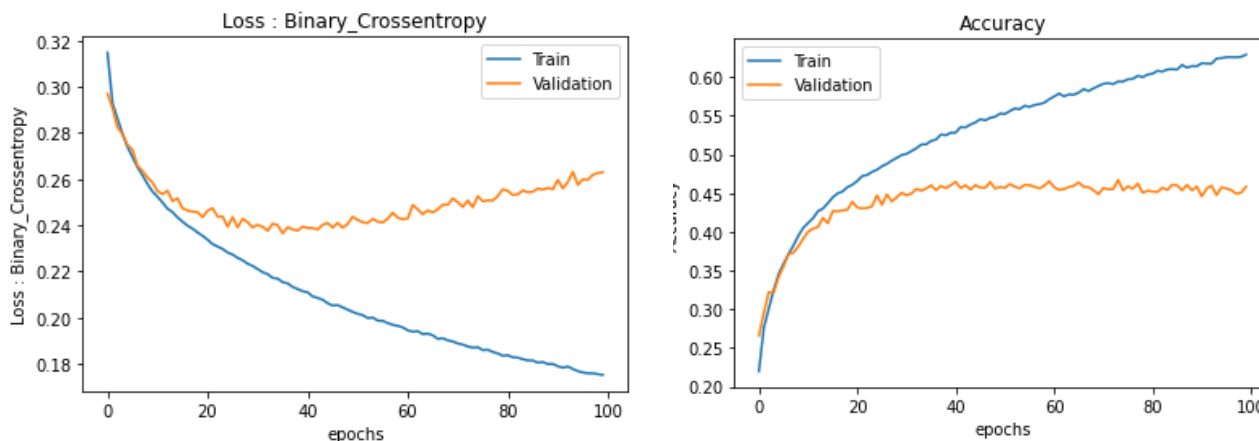 Loss : Binary_Crossentropy
0.32
0.30
0.28
0.26
0.24
0.22
0.20
0.18
Loss : Binary_Crossentropy
Train
Validation
0 20 40 60 80 100
epochs
Accuracy
0.60
0.55
0.50
0.45
0.40
0.35
0.30
0.25
0.20
Accuracy
Train
Validation
0 20 40 60 80 100
epochs